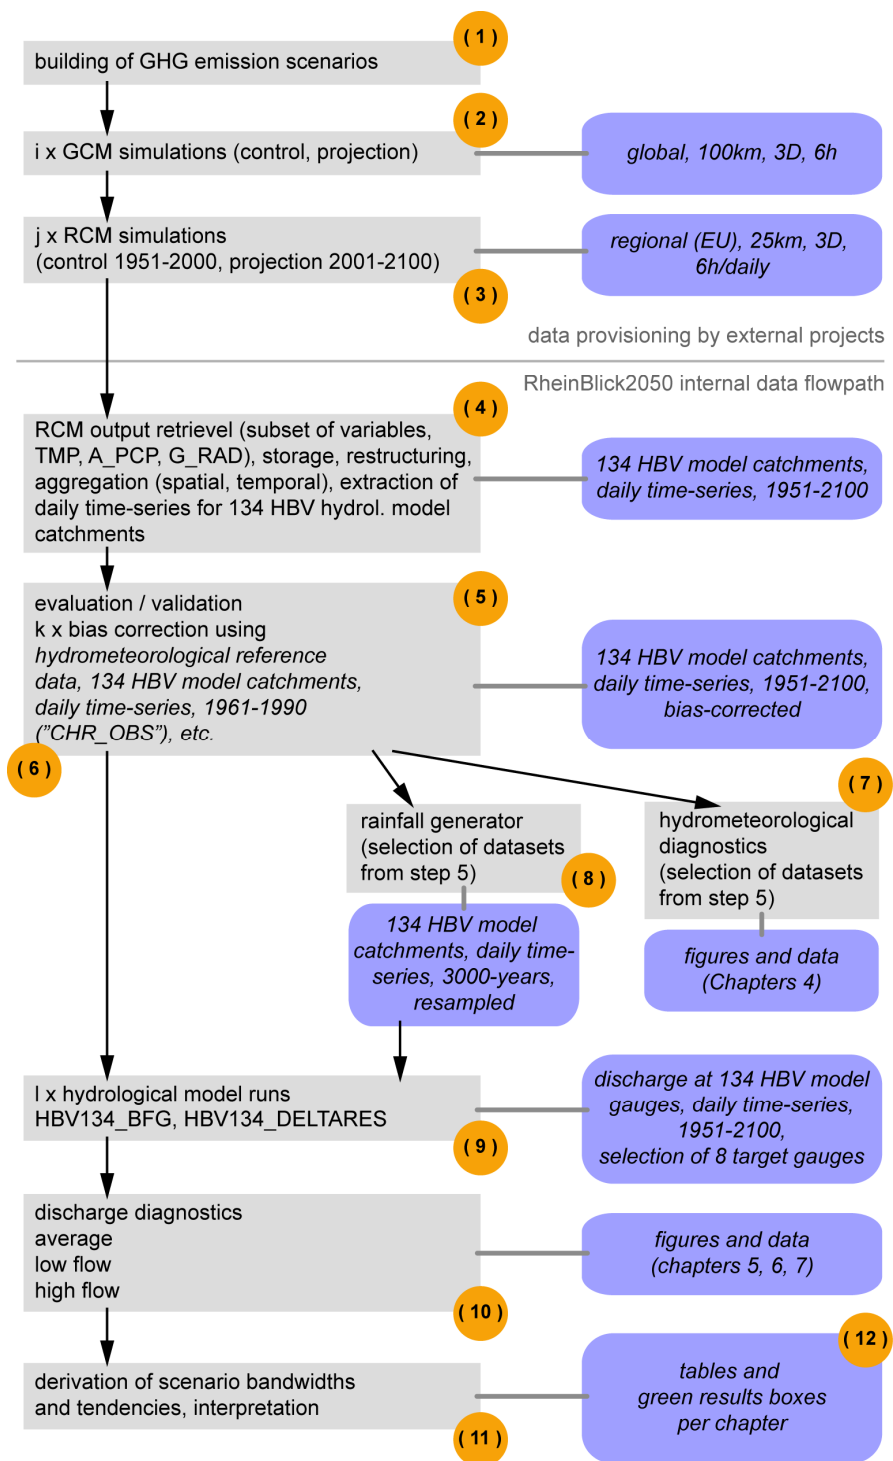 ( 1 )
building of GHG emission scenarios
( 2 )
i x GCM simulations (control, projection)
global, 100km, 3D, 6h
j x RCM simulations
(control 1951-2000, projection 2001-2100)
( 3 )
regional (EU), 25km, 3D,
6h/daily
data provisioning by external projects
RheinBlick2050 internal data flowpath
( 4 )
RCM output retrievel (subset of variables,
TMP, A_PCP, G_RAD), storage, restructuring,
aggregation (spatial, temporal), extraction of
daily time-series for 134 HBV hydrol. model
catchments
134 HBV model catchments,
daily time-series, 1951-2100
( 5 )
evaluation / validation
k x bias correction using
hydrometeorological reference
data, 134 HBV model catchments,
daily time-series, 1961-1990
("CHR_OBS"), etc.
134 HBV model catchments,
daily time-series, 1951-2100,
bias-corrected
( 6 )
( 7 )
rainfall generator
(selection of datasets
from step 5)
( 8 )
hydrometeorological
diagnostics
(selection of datasets
from step 5)
134 HBV model
catchments, daily time-
series, 3000-years,
resampled
figures and data
(Chapters 4)
l x hydrological model runs
HBV134_BFG, HBV134_DELTARES
( 9 )
discharge at 134 HBV model
gauges, daily time-series,
1951-2100,
selection of 8 target gauges
discharge diagnostics
average
low flow
high flow
( 10 )
figures and data
(chapters 5, 6, 7)
derivation of scenario bandwidths
and tendencies, interpretation
( 11 )
( 12 )
tables and
green results boxes
per chapter